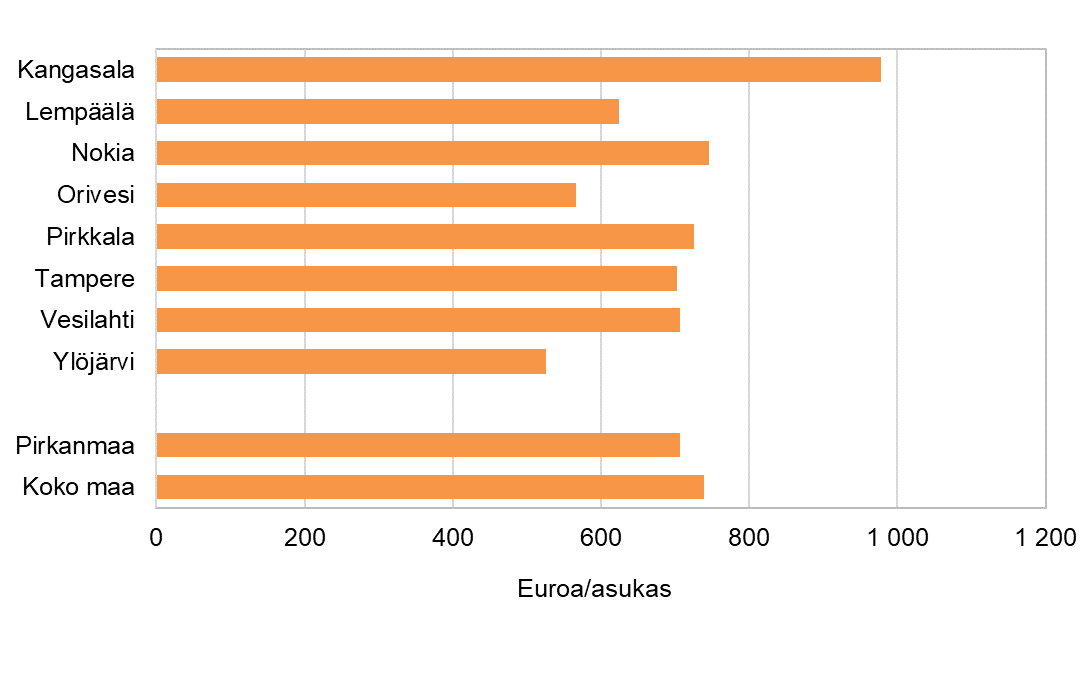 Kangasala
Lempäälä
Nokia
Orivesi
Pirkkala
Tampere
Vesilahti
Ylöjärvi
Pirkanmaa
Koko maa
0 200 400 600 800 1 000 1 200
Euroa/asukas